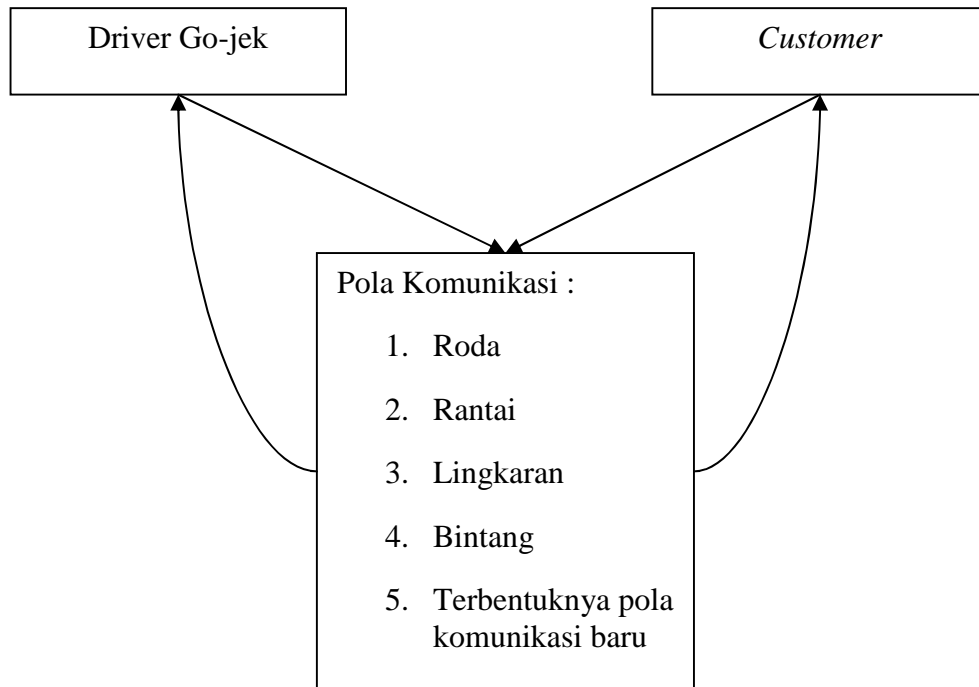 Driver Go-jek
Customer
Pola Komunikasi :
1. Roda
2. Rantai
3. Lingkaran
4. Bintang
5. Terbentuknya pola
komunikasi baru